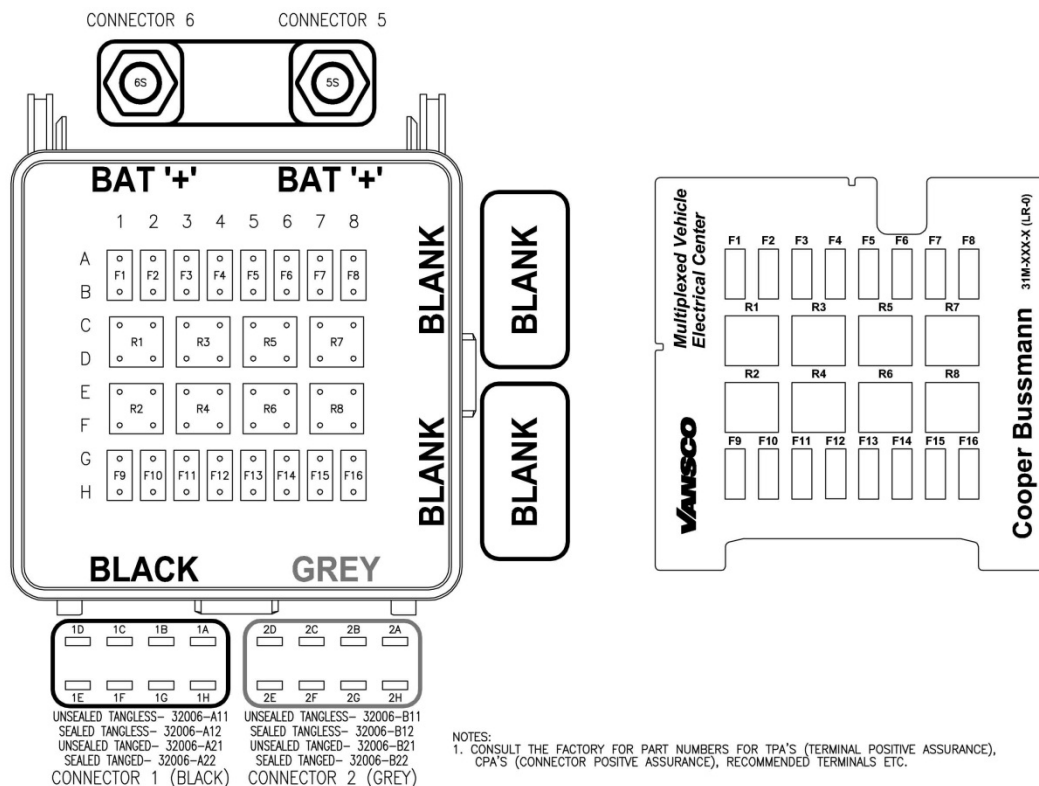 CONNECTOR 6 CONNECTOR 5
6S 5S
BAT '+' BAT '+'
1 2 3 4 5 6 7 8
A
F1 F2 F3 F4 F5 F6 F7 F8
B
C
R1 R3 R5 R7
D
E
R2 R4 R6 R8
F
G
F9 F10 F11 F12 F13 F14 F15 F16
H
BLANK
BLANK
BLANK
BLANK
BLACK GREY
1D 1C 1B 1A
1E 1F 1G 1H
UNSEALED TANGLESS- 32006-A11
SEALED TANGLESS- 32006-A12
UNSEALED TANGED- 32006-A21
SEALED TANGED- 32006-A22
CONNECTOR 1 (BLACK)
2D 2C 2B 2A
2E 2F 2G 2H
UNSEALED TANGLESS- 32006-B11
SEALED TANGLESS- 32006-B12
UNSEALED TANGED- 32006-B21
SEALED TANGED- 32006-B22
CONNECTOR 2 (GREY)
Multiplexed Vehicle
Electrical Center
VANSCO
F1 F2 F3 F4 F5 F6 F7 F8
R1 R3 R5 R7
R2 R4 R6 R8
F9 F10 F11 F12 F13 F14 F15 F16
Cooper Bussmann
31M-XXX-X (LR-0)
NOTES:
1. CONSULT THE FACTORY FOR PART NUMBERS FOR TPA'S (TERMINAL POSITIVE ASSURANCE),
CPA'S (CONNECTOR POSITVE ASSURANCE), RECOMMENDED TERMINALS ETC.